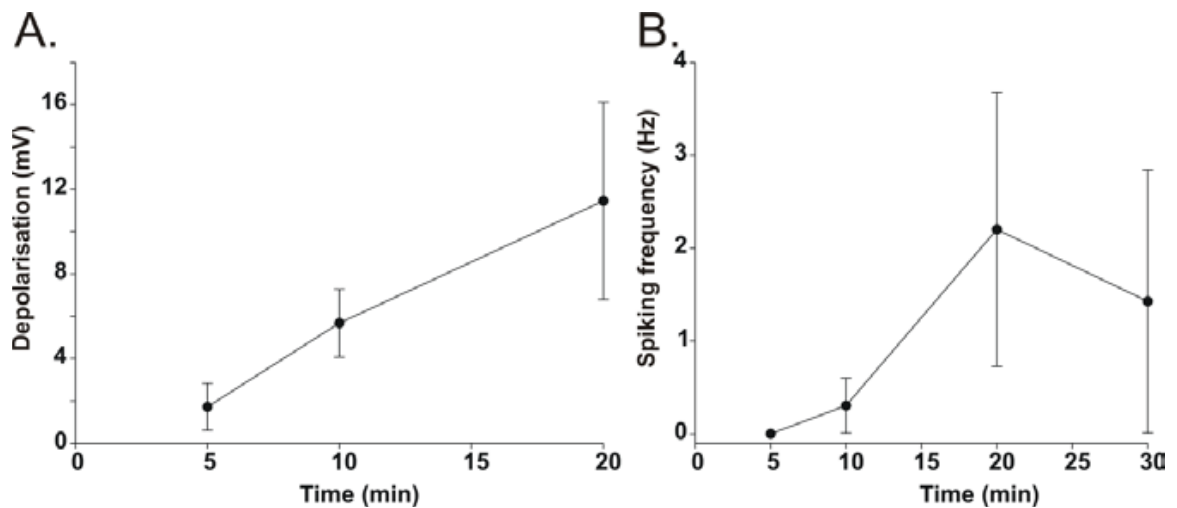 A.
B.
Depolarisation (mV)
16
12
8
4
0
0 5 10 15 20
Time (min)
Spiking frequency (Hz)
4
3
2
1
0
0 5 10 15 20 25 30
Time (min)